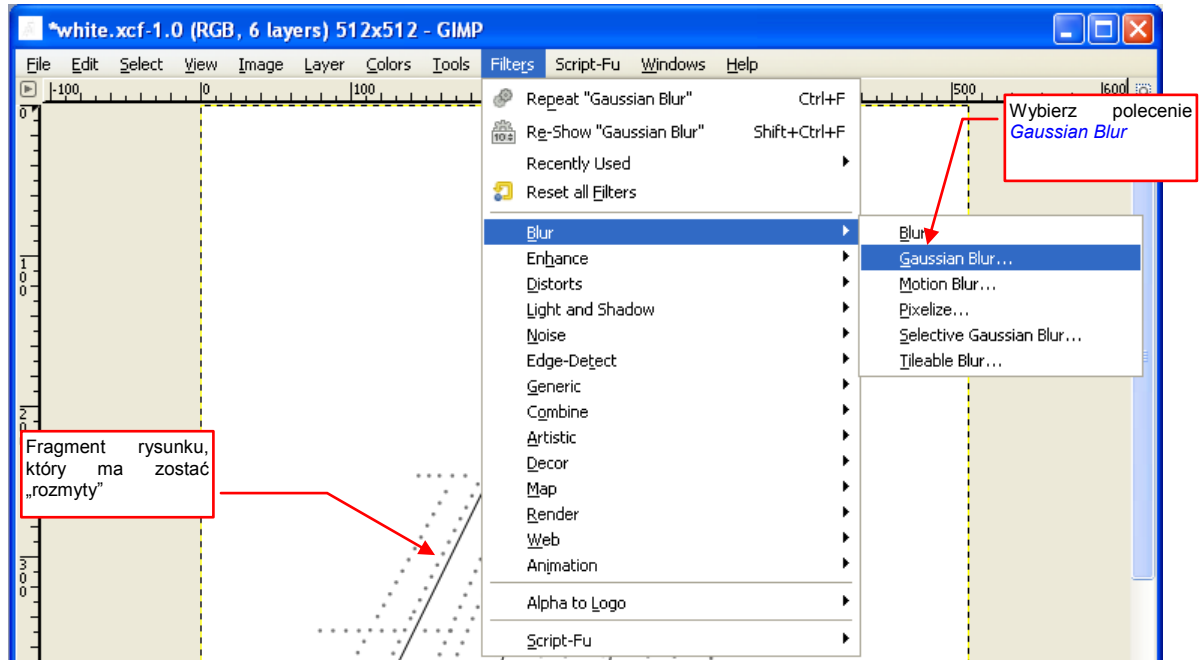 *white.xcf-1.0 (RGB, 6 layers) 512x512 - GIMP
File Edit Select View Image Layer Colors Tools Filters Script-Fu Windows Help
-100 0 100 500 600
0
100
2
300
Repeat "Gaussian Blur" Ctrl+F
Re-Show "Gaussian Blur" Shift+Ctrl+F
Recently Used
Reset all Filters
Blur
Enhance
Distorts
Light and Shadow
Noise
Edge-Detect
Generic
Combine
Artistic
Decor
Map
Render
Web
Animation
Alpha to Logo
Script-Fu
Blur
Gaussian Blur...
Motion Blur...
Pixelize...
Selective Gaussian Blur...
Tileable Blur...
Wybierz polecenie
Gaussian Blur
Fragment rysunku,
który ma zostać
„rozmyty”